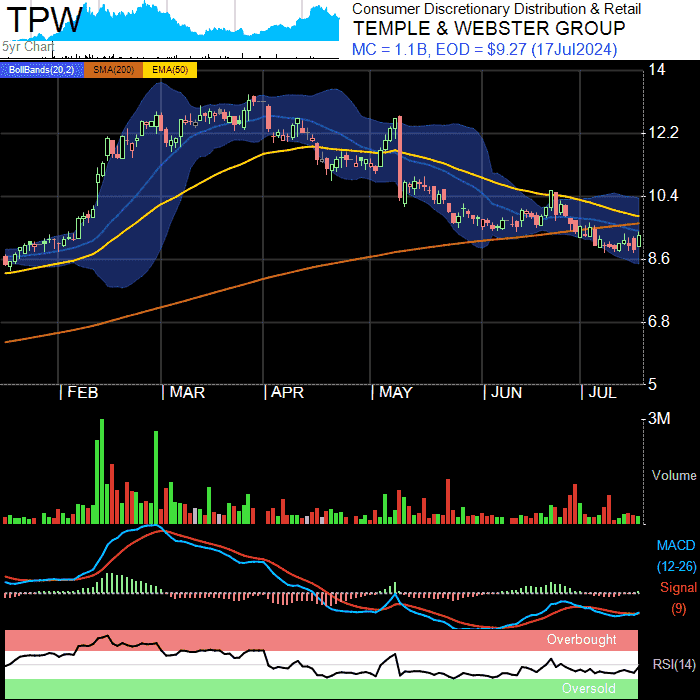 TPW
5yr Chart
Consumer Discretionary Distribution & Retail
TEMPLE & WEBSTER GROUP
MC = 1.1B, EOD = $9.27 (17Jul2024)
BollBands(20,2) SMA(200) EMA(50)
14
12.2
10.4
8.6
6.8
5
FEB MAR APR MAY JUN JUL
3M
Volume
MACD
(12-26)
Signal
(9)
Overbought
RSI(14)
Oversold